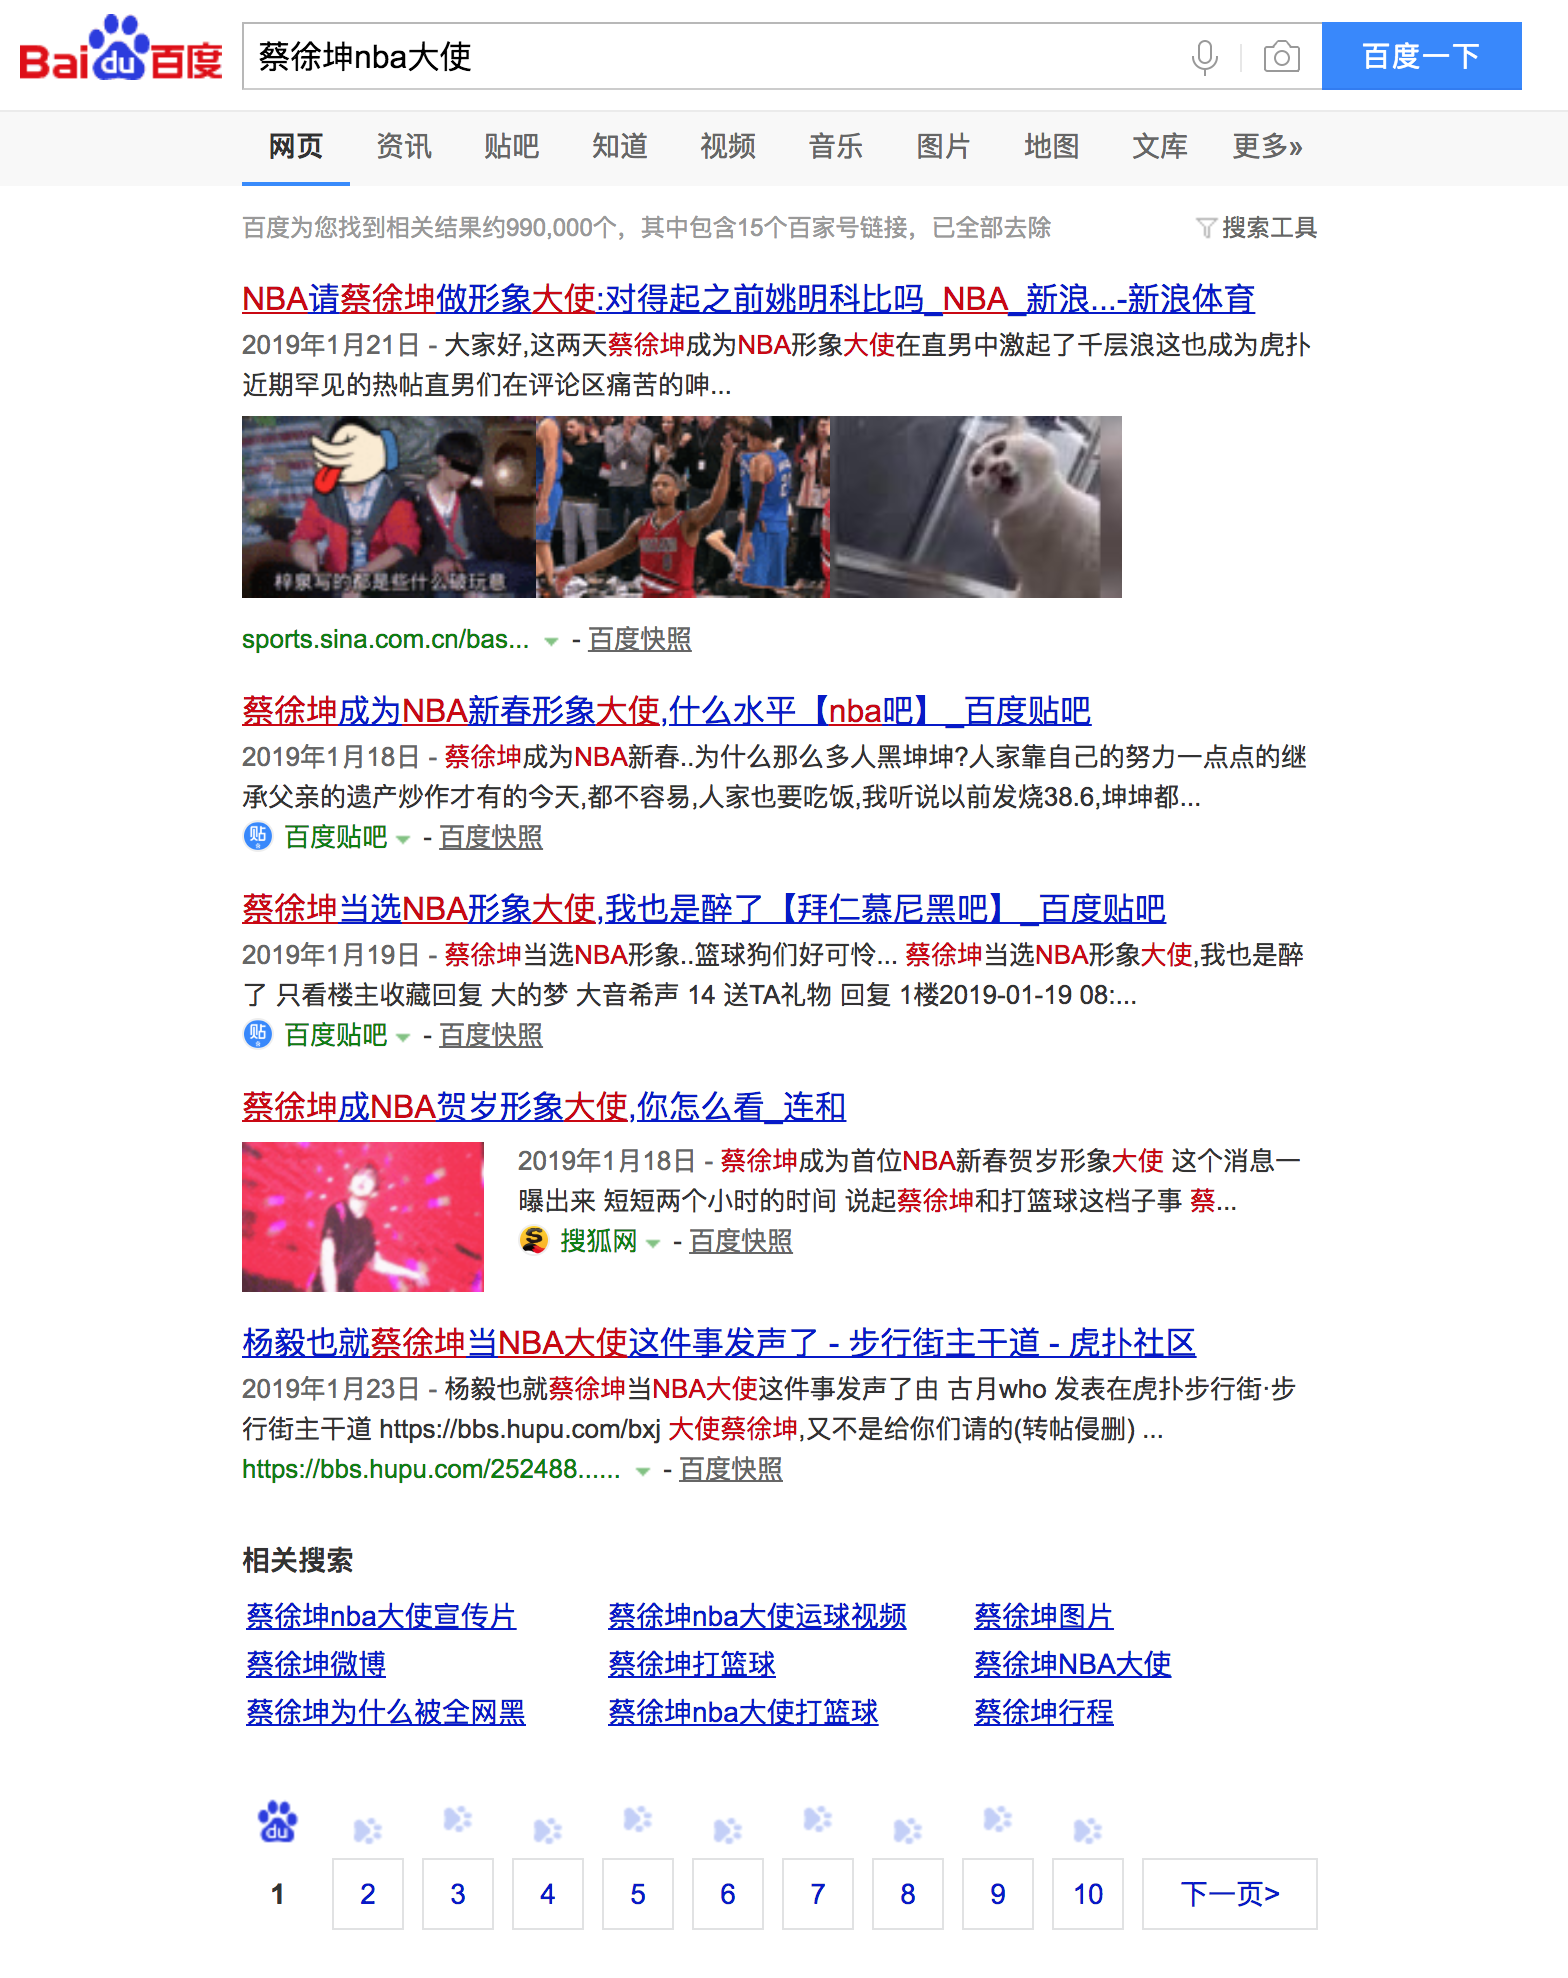 Bai du 百度
蔡徐坤nba大使
百度一下
网页 资讯 贴吧 知道 视频 音乐 图片 地图 文库 更多»
百度为您找到相关结果约990,000个，其中包含15个百家号链接，已全部去除 搜索工具
NBA请蔡徐坤做形象大使:对得起之前姚明科比吗_NBA_新浪...-新浪体育
2019年1月21日 - 大家好,这两天蔡徐坤成为NBA形象大使在直男中激起了千层浪这也成为虎扑
近期罕见的热帖直男们在评论区痛苦的呻...
梓泉写的都是些什么破玩意
sports.sina.com.cn/bas... - 百度快照
蔡徐坤成为NBA新春形象大使,什么水平【nba吧】_百度贴吧
2019年1月18日 - 蔡徐坤成为NBA新春..为什么那么多人黑坤坤?人家靠自己的努力一点点的继
承父亲的遗产炒作才有的今天,都不容易,人家也要吃饭,我听说以前发烧38.6,坤坤都...
贴 百度贴吧 - 百度快照
蔡徐坤当选NBA形象大使,我也是醉了【拜仁慕尼黑吧】_百度贴吧
2019年1月19日 - 蔡徐坤当选NBA形象..篮球狗们好可怜... 蔡徐坤当选NBA形象大使,我也是醉
了 只看楼主收藏回复 大的梦 大音希声 14 送TA礼物 回复 1楼2019-01-19 08:...
贴 百度贴吧 - 百度快照
蔡徐坤成NBA贺岁形象大使,你怎么看_连和
2019年1月18日 - 蔡徐坤成为首位NBA新春贺岁形象大使 这个消息一
曝出来 短短两个小时的时间 说起蔡徐坤和打篮球这档子事 蔡...
S 搜狐网 - 百度快照
杨毅也就蔡徐坤当NBA大使这件事发声了 - 步行街主干道 - 虎扑社区
2019年1月23日 - 杨毅也就蔡徐坤当NBA大使这件事发声了由 古月who 发表在虎扑步行街·步
行街主干道 https://bbs.hupu.com/bxj 大使蔡徐坤,又不是给你们请的(转帖侵删) ...
https://bbs.hupu.com/252488...... - 百度快照
相关搜索
蔡徐坤nba大使宣传片 蔡徐坤nba大使运球视频 蔡徐坤图片
蔡徐坤微博 蔡徐坤打篮球 蔡徐坤NBA大使
蔡徐坤为什么被全网黑 蔡徐坤nba大使打篮球 蔡徐坤行程
du
1 2 3 4 5 6 7 8 9 10 下一页>